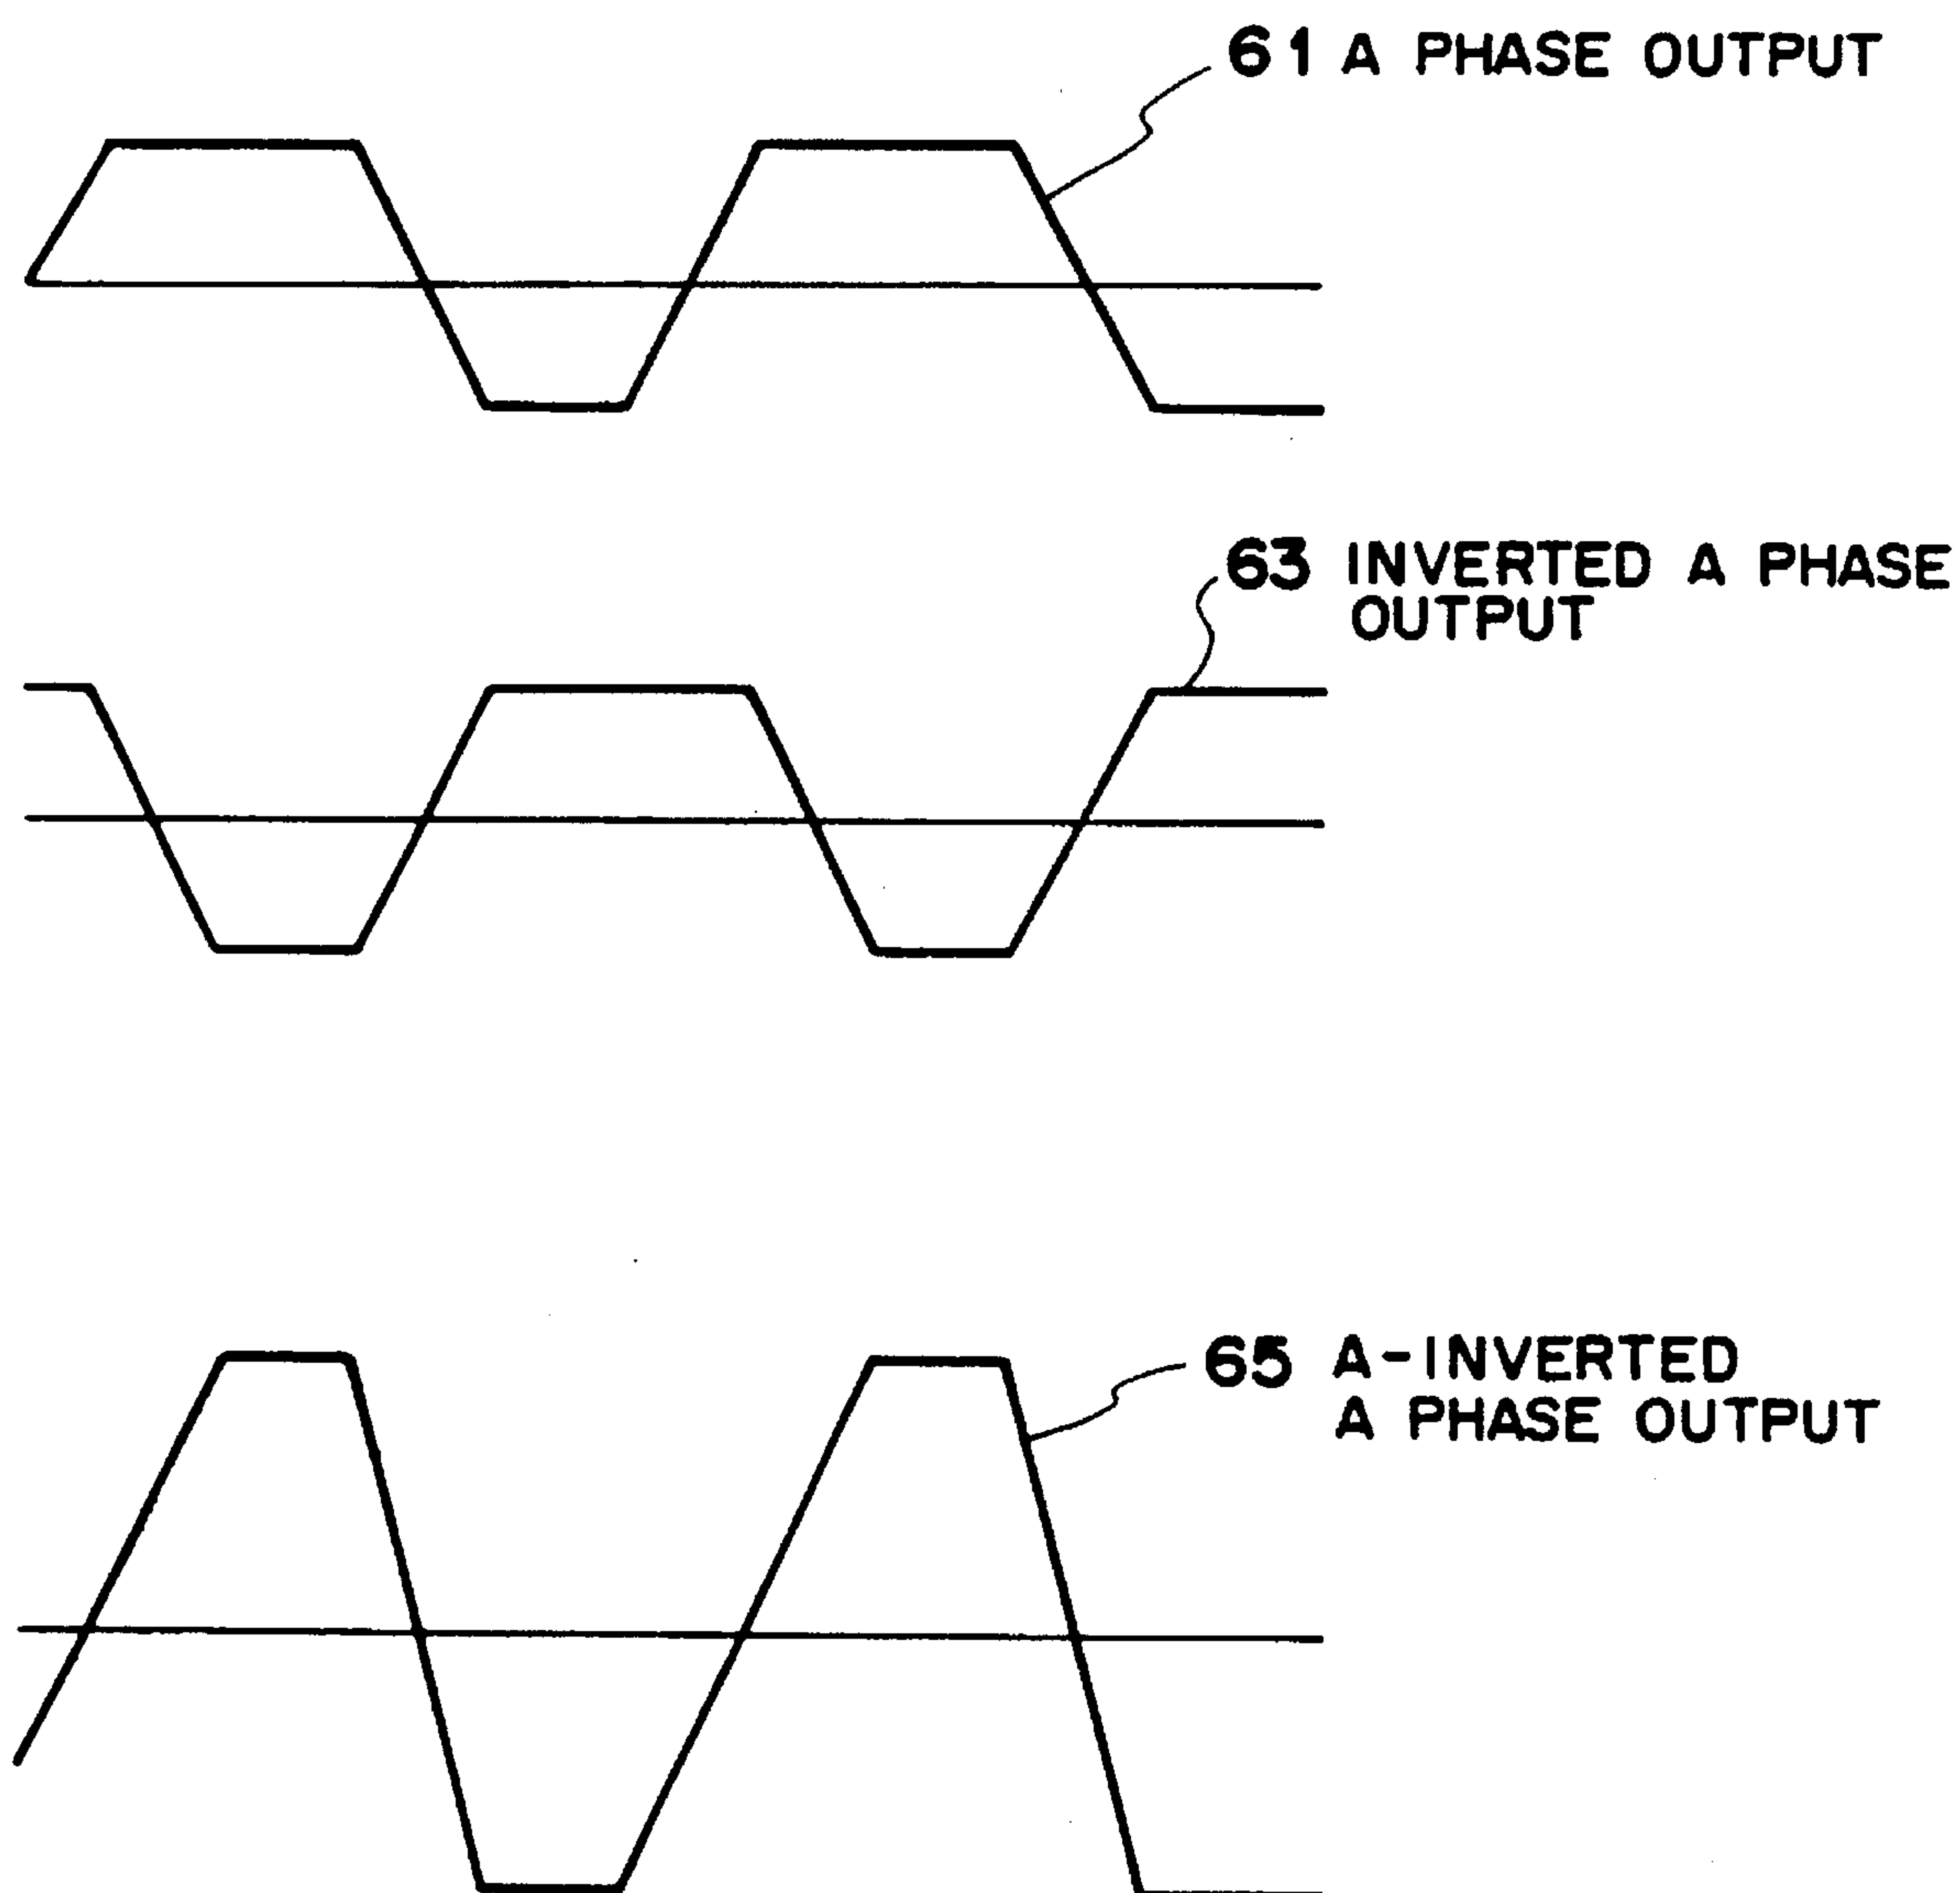 61 A PHASE OUTPUT
63 INVERTED A PHASE
OUTPUT
65 A-INVERTED
A PHASE OUTPUT